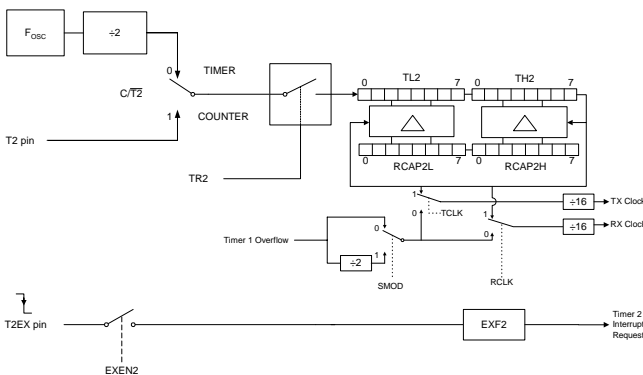 F_OSC
÷2
0
TIMER
C/T2
1
COUNTER
T2 pin
TR2
0 TL2 7
0 TH2 7
0 RCAP2L 7
0 RCAP2H 7
1
TCLK
0
÷16
TX Clock
1
0
÷16
RX Clock
RCLK
Timer 1 Overflow
0
÷2
1
SMOD
T2EX pin
EXEN2
EXF2
Timer 2
Interrupt
Request